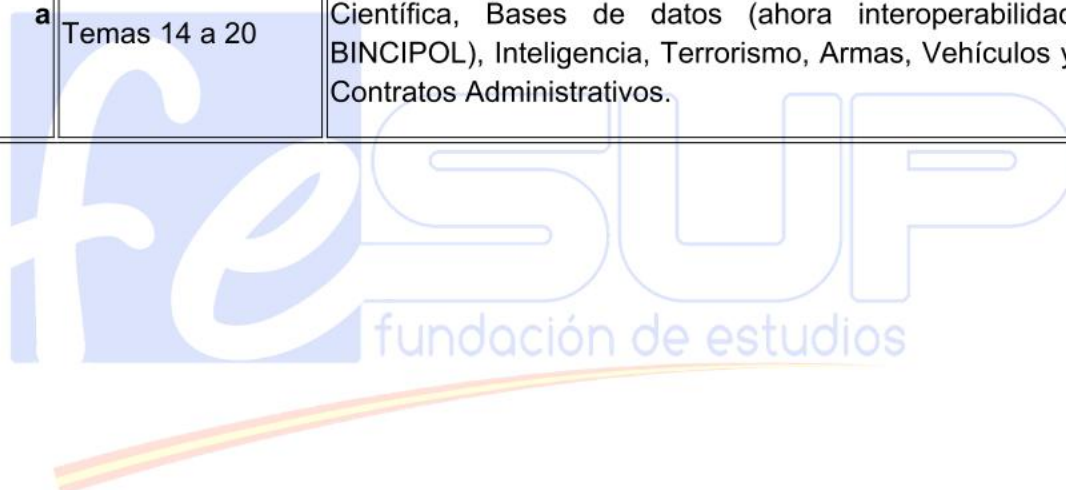 a
Temas 14 a 20
Científica, Bases de datos (ahora interoperabilidad
BINCIPOL), Inteligencia, Terrorismo, Armas, Vehículos y
Contratos Administrativos.
feSUP
fundación de estudios